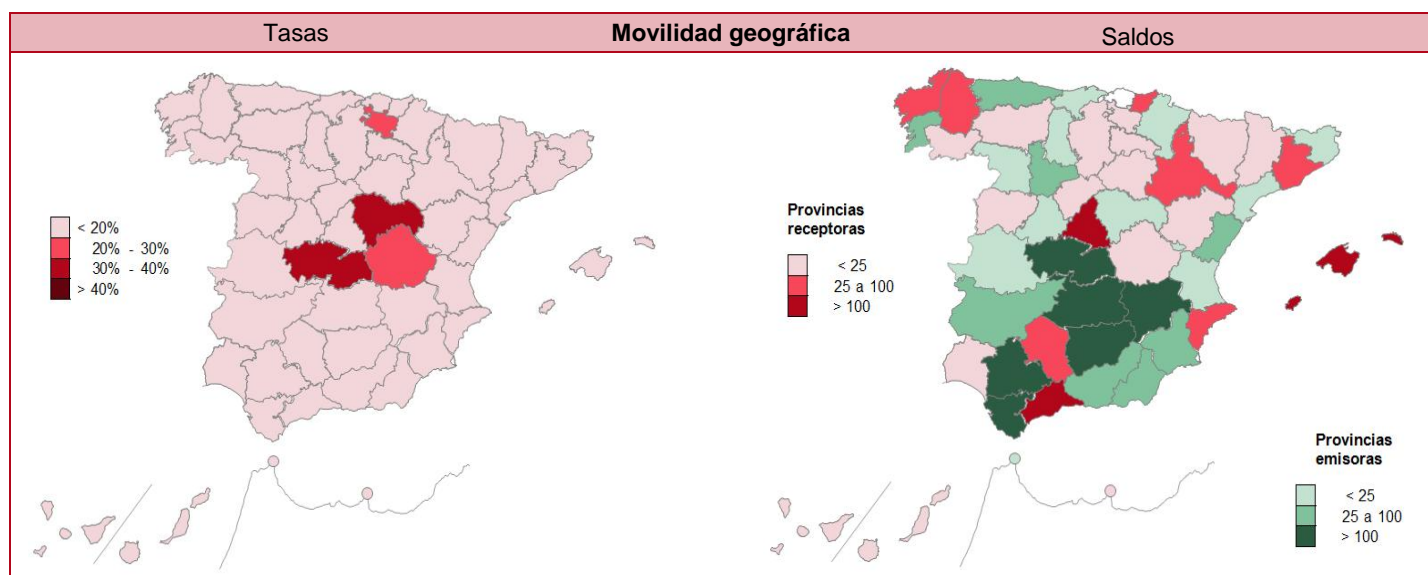 Tasas
Movilidad geográfica
Saldos
< 20%
20% - 30%
30% - 40%
> 40%
Provincias
receptoras
< 25
25 a 100
> 100
Provincias
emisoras
< 25
25 a 100
> 100